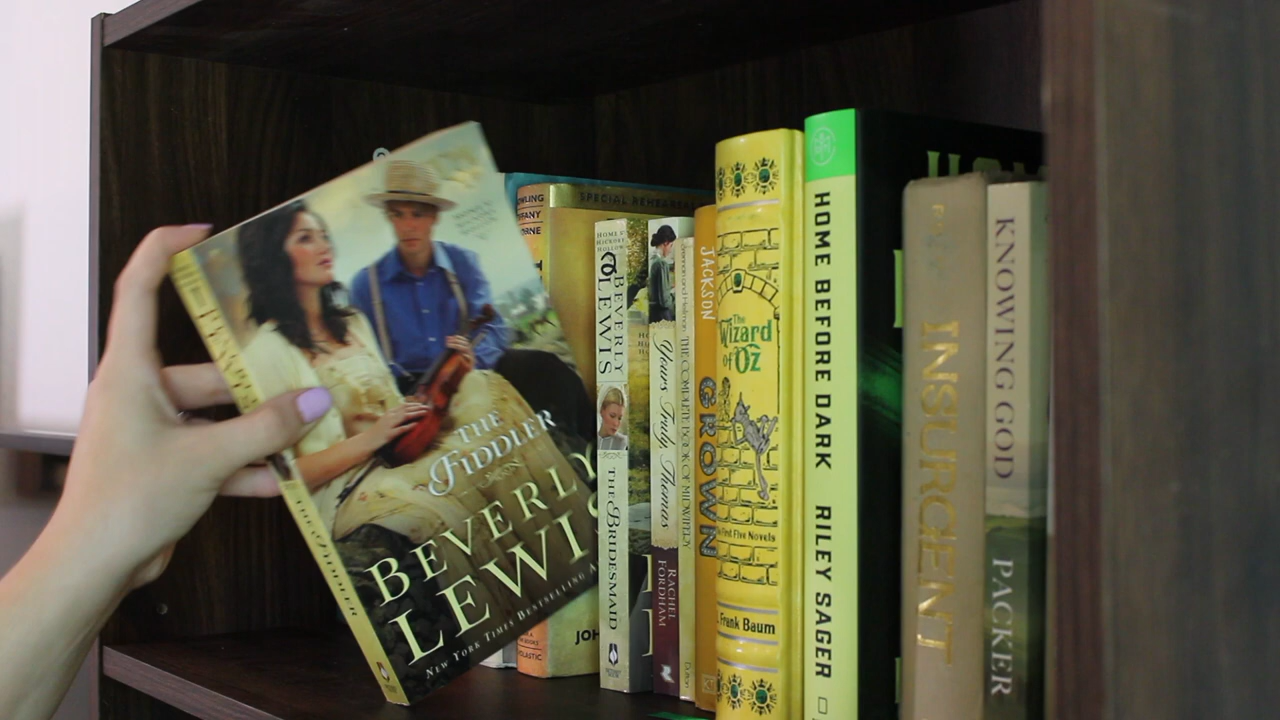 THE
FIDDLER
BEVERLY
LEWIS
NEW YORK TIMES BESTSELLING
THE FIDDLER
SPECIAL REHEARSAL
HOME TO
HICKORY
HOLLOW
BEVERLY
LEWIS
THE BRIDESMAID
Yours Truly, Thomas
RACHEL
FORDHAM
THE COMPLETE BOOK OF MIDWIFERY
Dutton
JACKSON
GROWN
The
Wizard
of OZ
First Five Novels
Frank Baum
HOME BEFORE DARK RILEY SAGER
INSURGENT
KNOWING GOD
PACKER